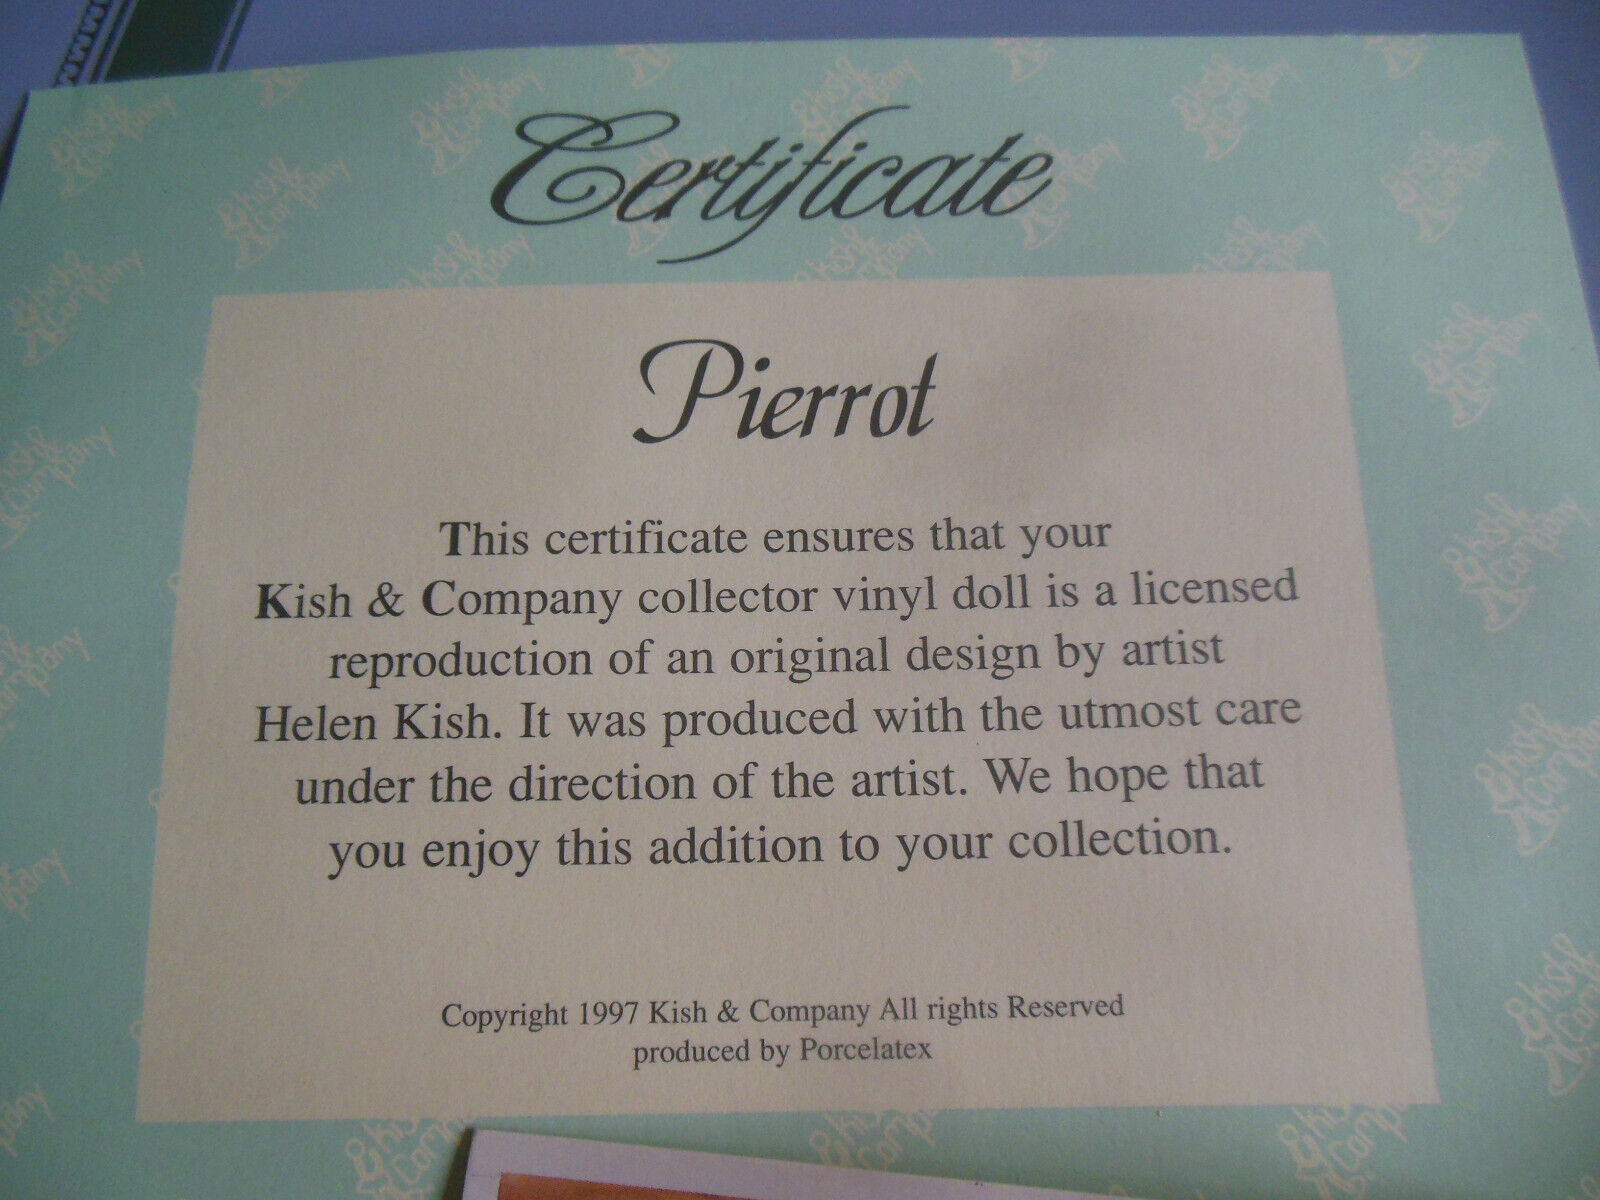 Certificate
Pierrot
This certificate ensures that your
Kish & Company collector vinyl doll is a licensed
reproduction of an original design by artist
Helen Kish. It was produced with the utmost care
under the direction of the artist. We hope that
you enjoy this addition to your collection.
Copyright 1997 Kish & Company All rights Reserved
produced by Porcelatex